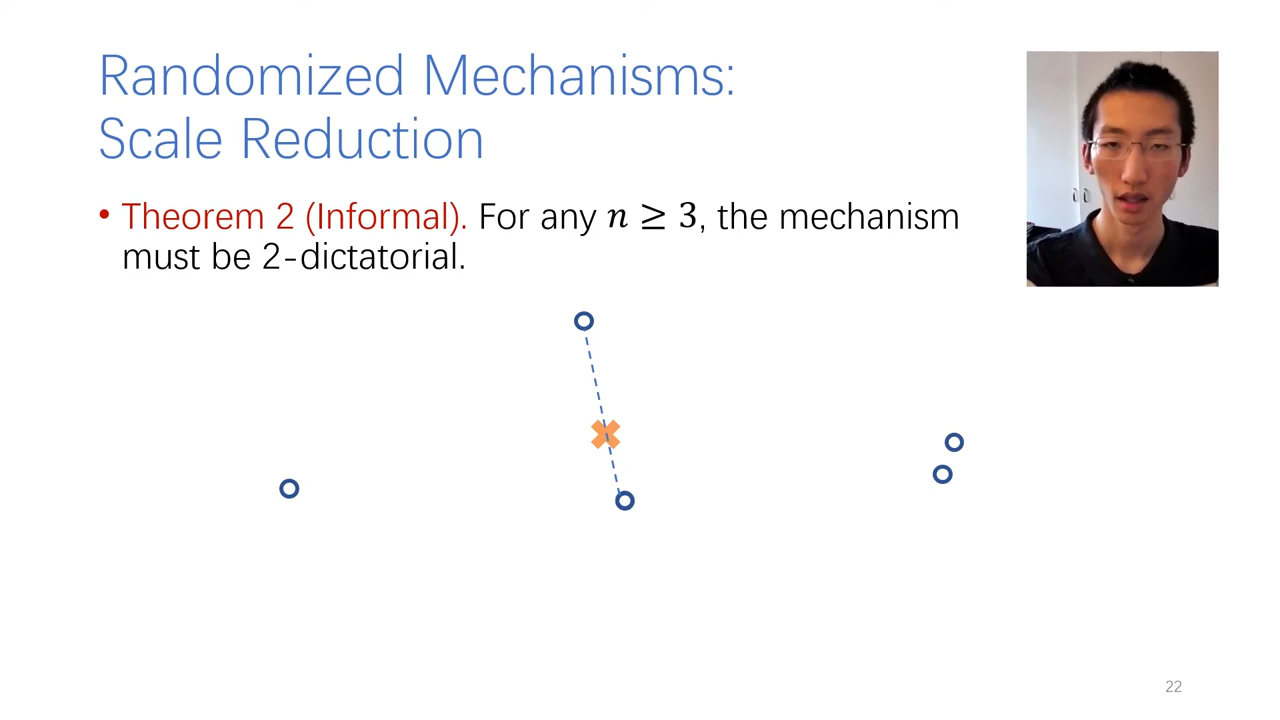 Randomized Mechanisms:
Scale Reduction
• Theorem 2 (Informal). For any n ≥ 3, the mechanism
must be 2-dictatorial.
22